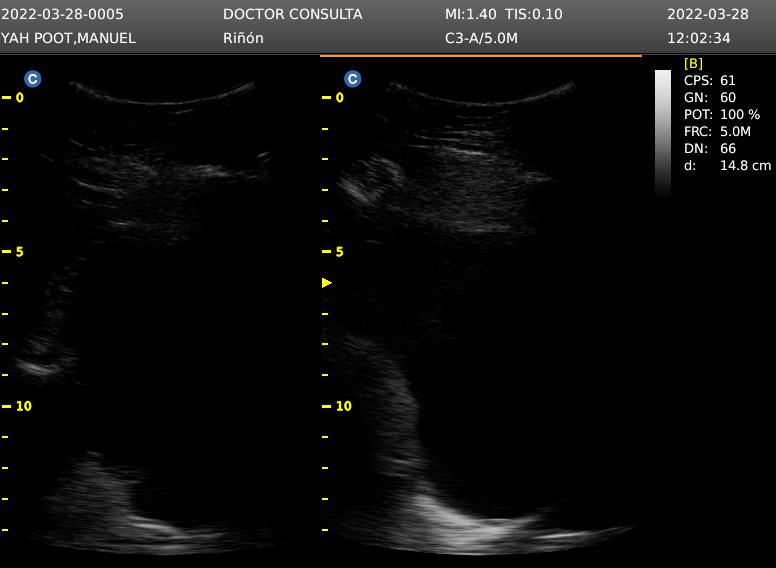 2022-03-28-0005 DOCTOR CONSULTA MI:1.40 TIS:0.10 2022-03-28
YAH POOT,MANUEL Riñón C3-A/5.0M 12:02:34
[B]
CPS: 61
GN: 60
POT: 100 %
FRC: 5.0M
DN: 66
d: 14.8 cm
C
0
5
10
C
0
5
10